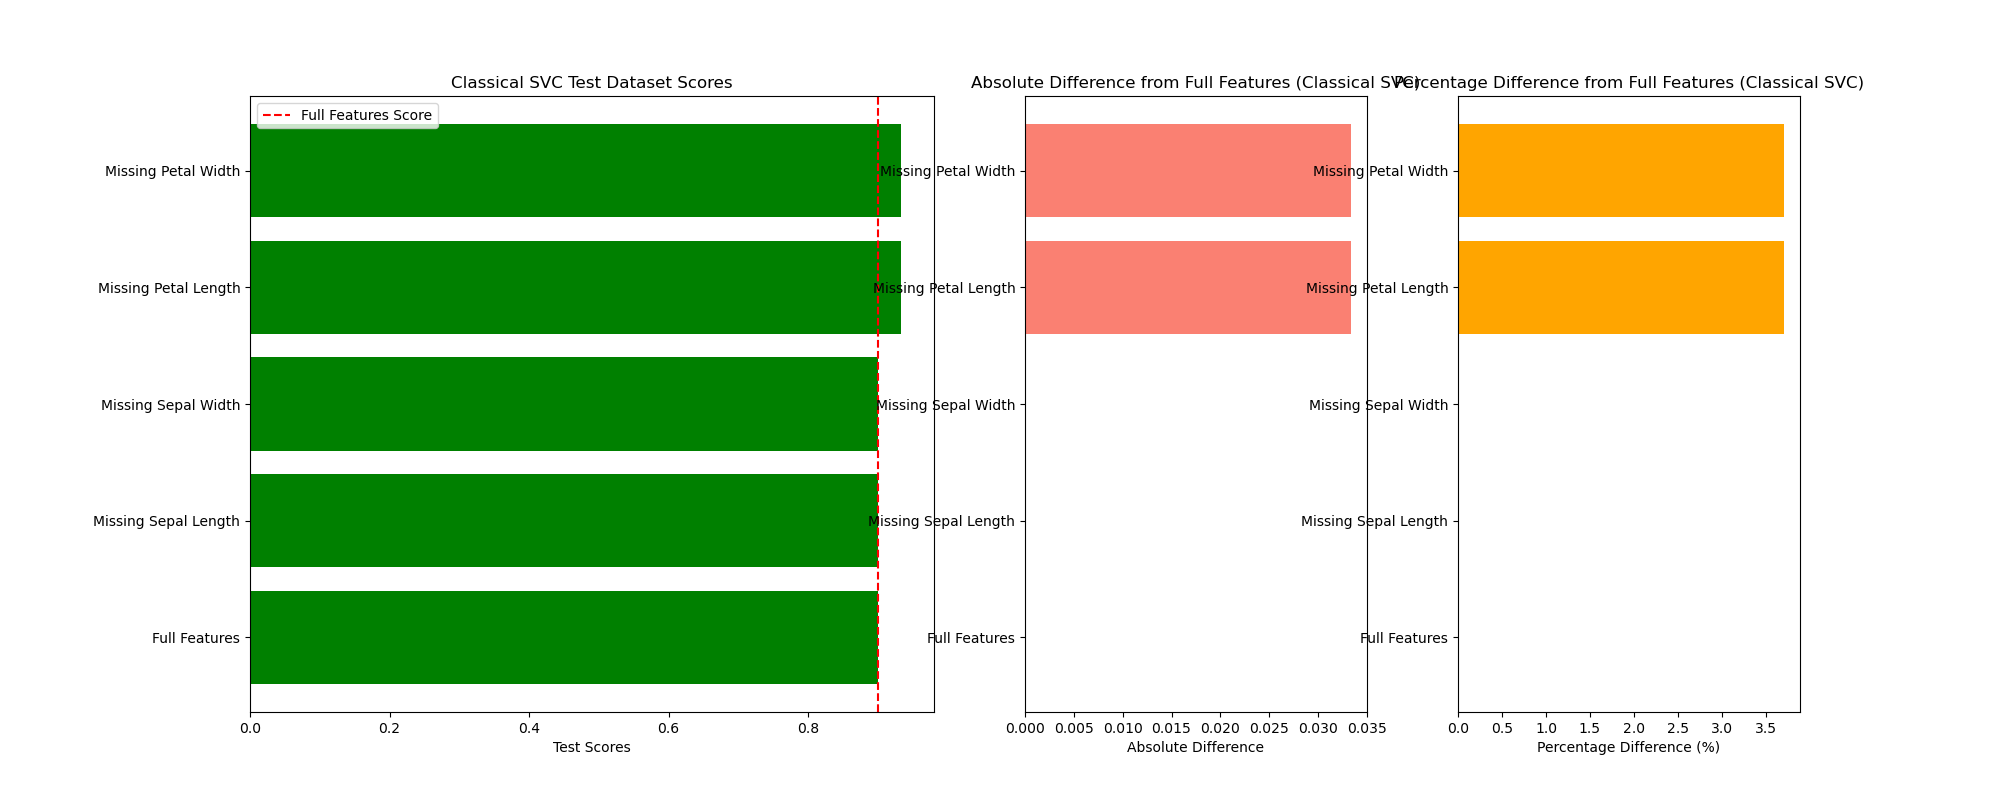 Classical SVC Test Dataset Scores
Full Features Score
Missing Petal Width
Missing Petal Length
Missing Sepal Width
Missing Sepal Length
Full Features
0.0 0.2 0.4 0.6 0.8
Test Scores
Absolute Difference from Full Features (Classical SVC)
Missing Petal Width
Missing Petal Length
Missing Sepal Width
Missing Sepal Length
Full Features
0.000 0.005 0.010 0.015 0.020 0.025 0.030 0.035
Absolute Difference
Percentage Difference from Full Features (Classical SVC)
Missing Petal Width
Missing Petal Length
Missing Sepal Width
Missing Sepal Length
Full Features
0.0 0.5 1.0 1.5 2.0 2.5 3.0 3.5
Percentage Difference (%)